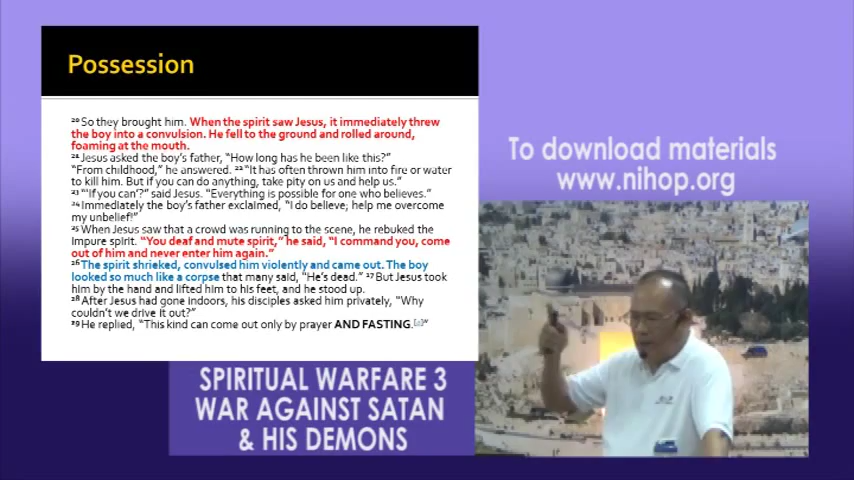 Possession
20 So they brought him. When the spirit saw Jesus, it immediately threw
the boy into a convulsion. He fell to the ground and rolled around,
foaming at the mouth.
21 Jesus asked the boy's father, "How long has he been like this?"
"From childhood," he answered. 22 "It has often thrown him into fire or water
to kill him. But if you can do anything, take pity on us and help us."
23 "'If you can'?" said Jesus. "Everything is possible for one who believes."
24 Immediately the boy's father exclaimed, "I do believe; help me overcome
my unbelief!"
25 When Jesus saw that a crowd was running to the scene, he rebuked the
impure spirit. "You deaf and mute spirit," he said, "I command you, come
out of him and never enter him again."
26 The spirit shrieked, convulsed him violently and came out. The boy
looked so much like a corpse that many said, "He's dead." 27 But Jesus took
him by the hand and lifted him to his feet, and he stood up.
28 After Jesus had gone indoors, his disciples asked him privately, "Why
couldn't we drive it out?"
29 He replied, "This kind can come out only by prayer AND FASTING."
To download materials
www.nihop.org
SPIRITUAL WARFARE 3
WAR AGAINST SATAN
& HIS DEMONS